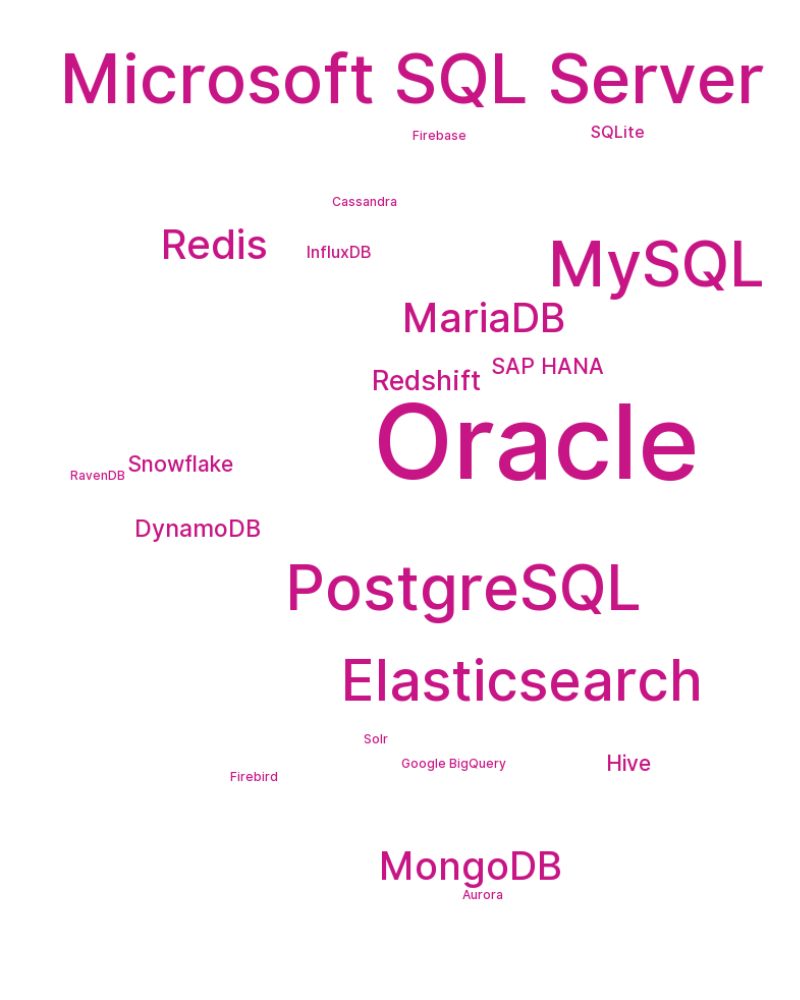 Microsoft SQL Server
Firebase
SQLite
Cassandra
Redis
InfluxDB
MySQL
MariaDB
SAP HANA
Redshift
Oracle
Snowflake
RavenDB
DynamoDB
PostgreSQL
Elasticsearch
Solr
Google BigQuery
Hive
Firebird
MongoDB
Aurora